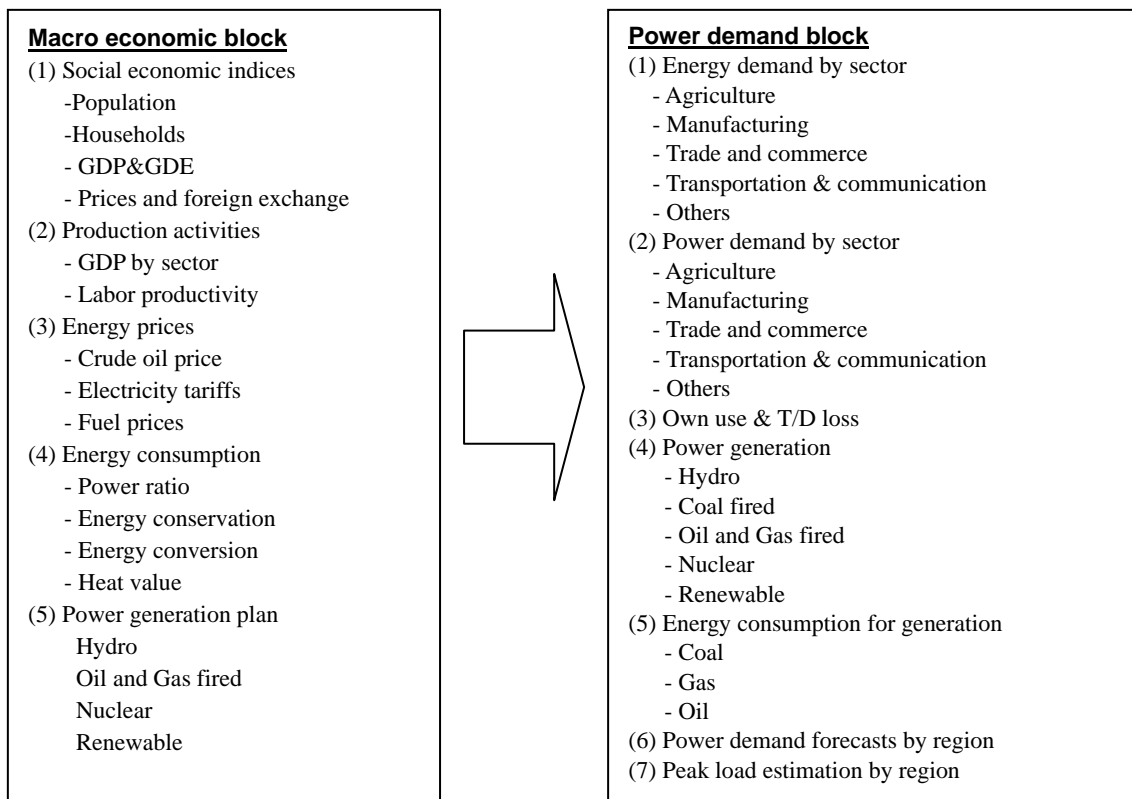 Macro economic block
(1) Social economic indices
-Population
-Households
- GDP&GDE
- Prices and foreign exchange
(2) Production activities
- GDP by sector
- Labor productivity
(3) Energy prices
- Crude oil price
- Electricity tariffs
- Fuel prices
(4) Energy consumption
- Power ratio
- Energy conservation
- Energy conversion
- Heat value
(5) Power generation plan
Hydro
Oil and Gas fired
Nuclear
Renewable
Power demand block
(1) Energy demand by sector
- Agriculture
- Manufacturing
- Trade and commerce
- Transportation & communication
- Others
(2) Power demand by sector
- Agriculture
- Manufacturing
- Trade and commerce
- Transportation & communication
- Others
(3) Own use & T/D loss
(4) Power generation
- Hydro
- Coal fired
- Oil and Gas fired
- Nuclear
- Renewable
(5) Energy consumption for generation
- Coal
- Gas
- Oil
(6) Power demand forecasts by region
(7) Peak load estimation by region